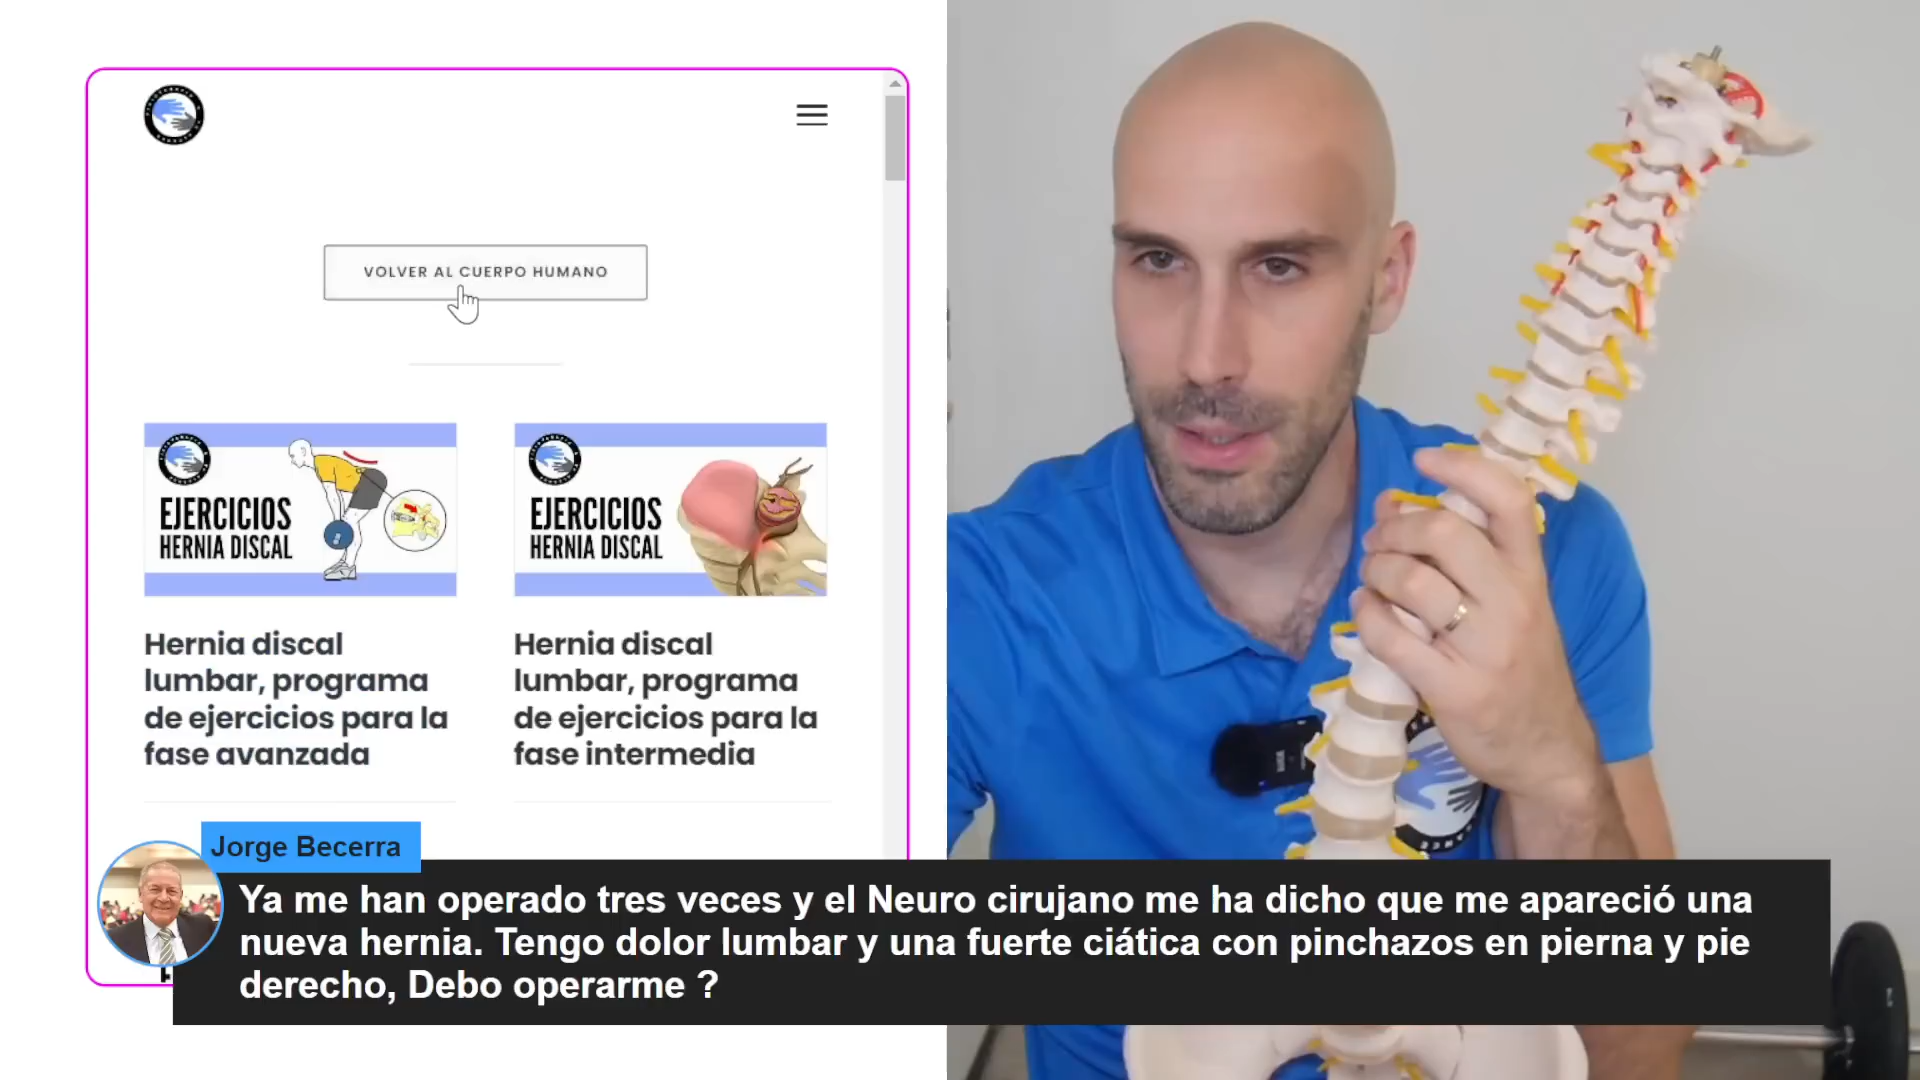 VOLVER AL CUERPO HUMANO
EJERCICIOS
HERNIA DISCAL
EJERCICIOS
HERNIA DISCAL
Hernia discal
lumbar, programa
de ejercicios para la
fase avanzada
Hernia discal
lumbar, programa
de ejercicios para la
fase intermedia
Jorge Becerra
Ya me han operado tres veces y el Neuro cirujano me ha dicho que me apareció una
nueva hernia. Tengo dolor lumbar y una fuerte ciática con pinchazos en pierna y pie
derecho, Debo operarme ?